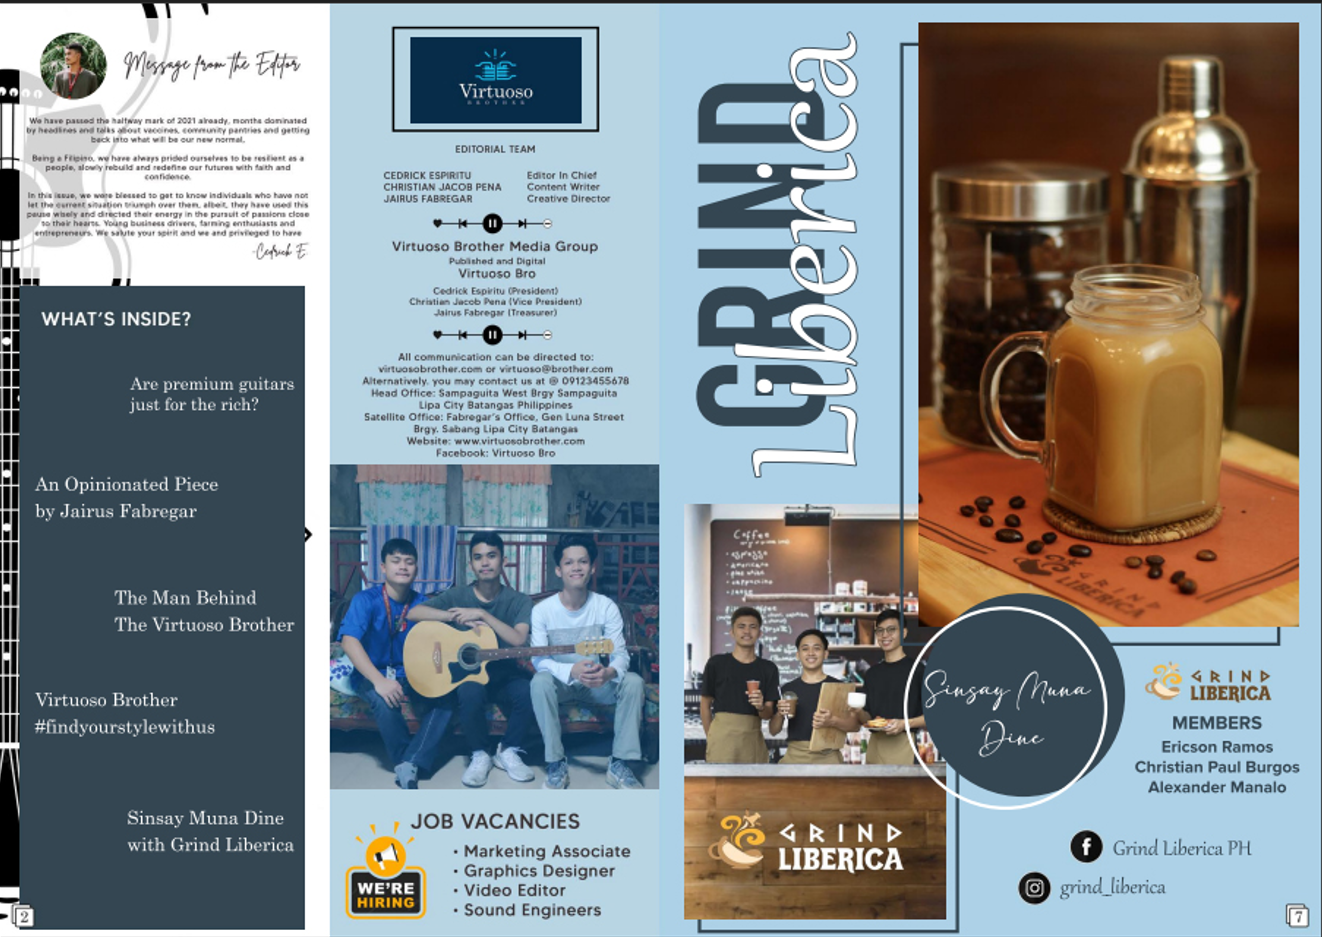 Message from the Editor
We have passed the halfway mark of 2021 already, months dominated
by headlines and talks about vaccines, community pantries and getting
back into what will be our new normal,
Being a Filipino, we have always prided ourselves to be resilient as a
people, slowly rebuild and redefine our futures with faith and
confidence.
In this issue, we were blessed to get to know individuals who have not
let the current situation triumph over them, albeit, they have used this
pause wisely and directed their energy in the pursuit of passions close
to their hearts. Young business drivers, farming enthusiasts and
entrepreneurs. We salute your spirit and we and privileged to have
-Cedrick E.
WHAT'S INSIDE?
Are premium guitars
just for the rich?
An Opinionated Piece
by Jairus Fabregar
The Man Behind
The Virtuoso Brother
Virtuoso Brother
#findyourstylewithus
Sinsay Muna Dine
with Grind Liberica
2
Virtuoso
BROTHER
EDITORIAL TEAM
CEDRICK ESPIRITU Editor In Chief
CHRISTIAN JACOB PENA Content Writer
JAIRUS FABREGAR Creative Director
Virtuoso Brother Media Group
Published and Digital
Virtuoso Bro
Cedrick Espiritu (President)
Christian Jacob Pena (Vice President)
Jairus Fabregar (Treasurer)
All communication can be directed to:
virtuosobrother.com or virtuoso@brother.com
Alternatively. you may contact us at @ 09123455678
Head Office: Sampaguita West Brgy Sampaguita
Lipa City Batangas Philippines
Satellite Office: Fabregar's Office, Gen Luna Street
Brgy. Sabang Lipa City Batangas
Website: www.virtuosobrother.com
Facebook: Virtuoso Bro
JOB VACANCIES
WE'RE
HIRING
• Marketing Associate
• Graphics Designer
• Video Editor
• Sound Engineers
GRIND
Liberica
GRIND
LIBERICA
Coffee
GRIND
LIBERICA
Sinsay Muna
Dine
GRIND
LIBERICA
MEMBERS
Ericson Ramos
Christian Paul Burgos
Alexander Manalo
Grind Liberica PH
grind_liberica
7